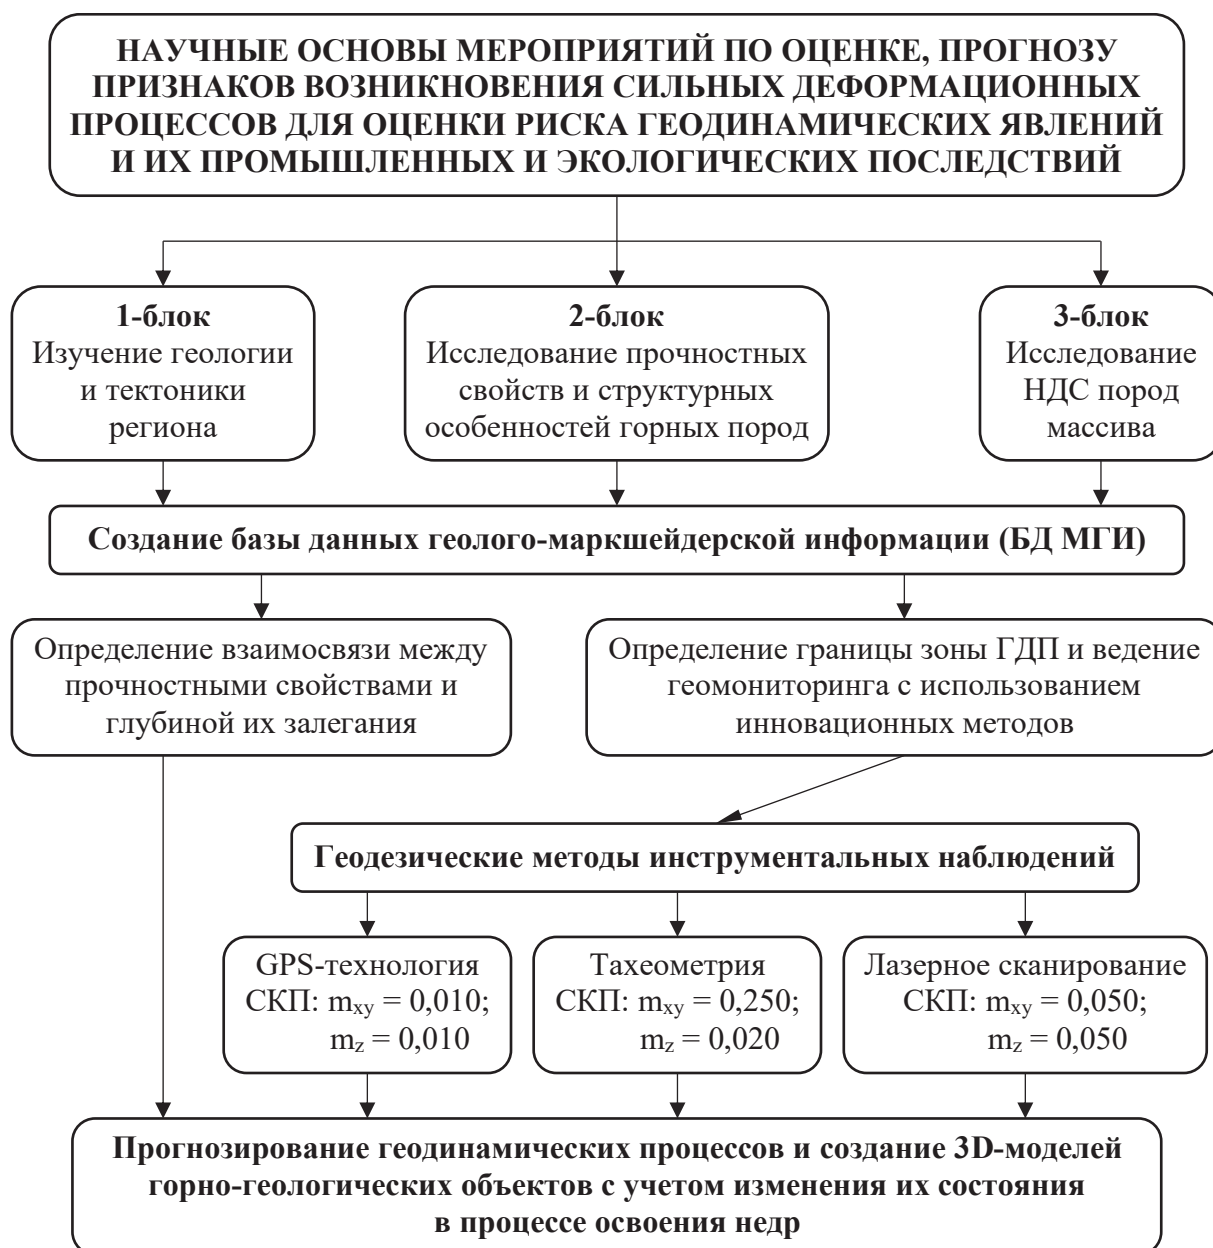 НАУЧНЫЕ ОСНОВЫ МЕРОПРИЯТИЙ ПО ОЦЕНКЕ, ПРОГНОЗУ
ПРИЗНАКОВ ВОЗНИКНОВЕНИЯ СИЛЬНЫХ ДЕФОРМАЦИОННЫХ
ПРОЦЕССОВ ДЛЯ ОЦЕНКИ РИСКА ГЕОДИНАМИЧЕСКИХ ЯВЛЕНИЙ
И ИХ ПРОМЫШЛЕННЫХ И ЭКОЛОГИЧЕСКИХ ПОСЛЕДСТВИЙ
1-блок
Изучение геологии
и тектоники
региона
2-блок
Исследование прочностных
свойств и структурных
особенностей горных пород
3-блок
Исследование
НДС пород
массива
Создание базы данных геолого-маркшейдерской информации (БД МГИ)
Определение взаимосвязи между
прочностными свойствами и
глубиной их залегания
Определение границы зоны ГДП и ведение
геомониторинга с использованием
инновационных методов
Геодезические методы инструментальных наблюдений
GPS-технология
СКП: mxy = 0,010;
mz = 0,010
Тахеометрия
СКП: mxy = 0,250;
mz = 0,020
Лазерное сканирование
СКП: mxy = 0,050;
mz = 0,050
Прогнозирование геодинамических процессов и создание 3D-моделей
горно-геологических объектов с учетом изменения их состояния
в процессе освоения недр